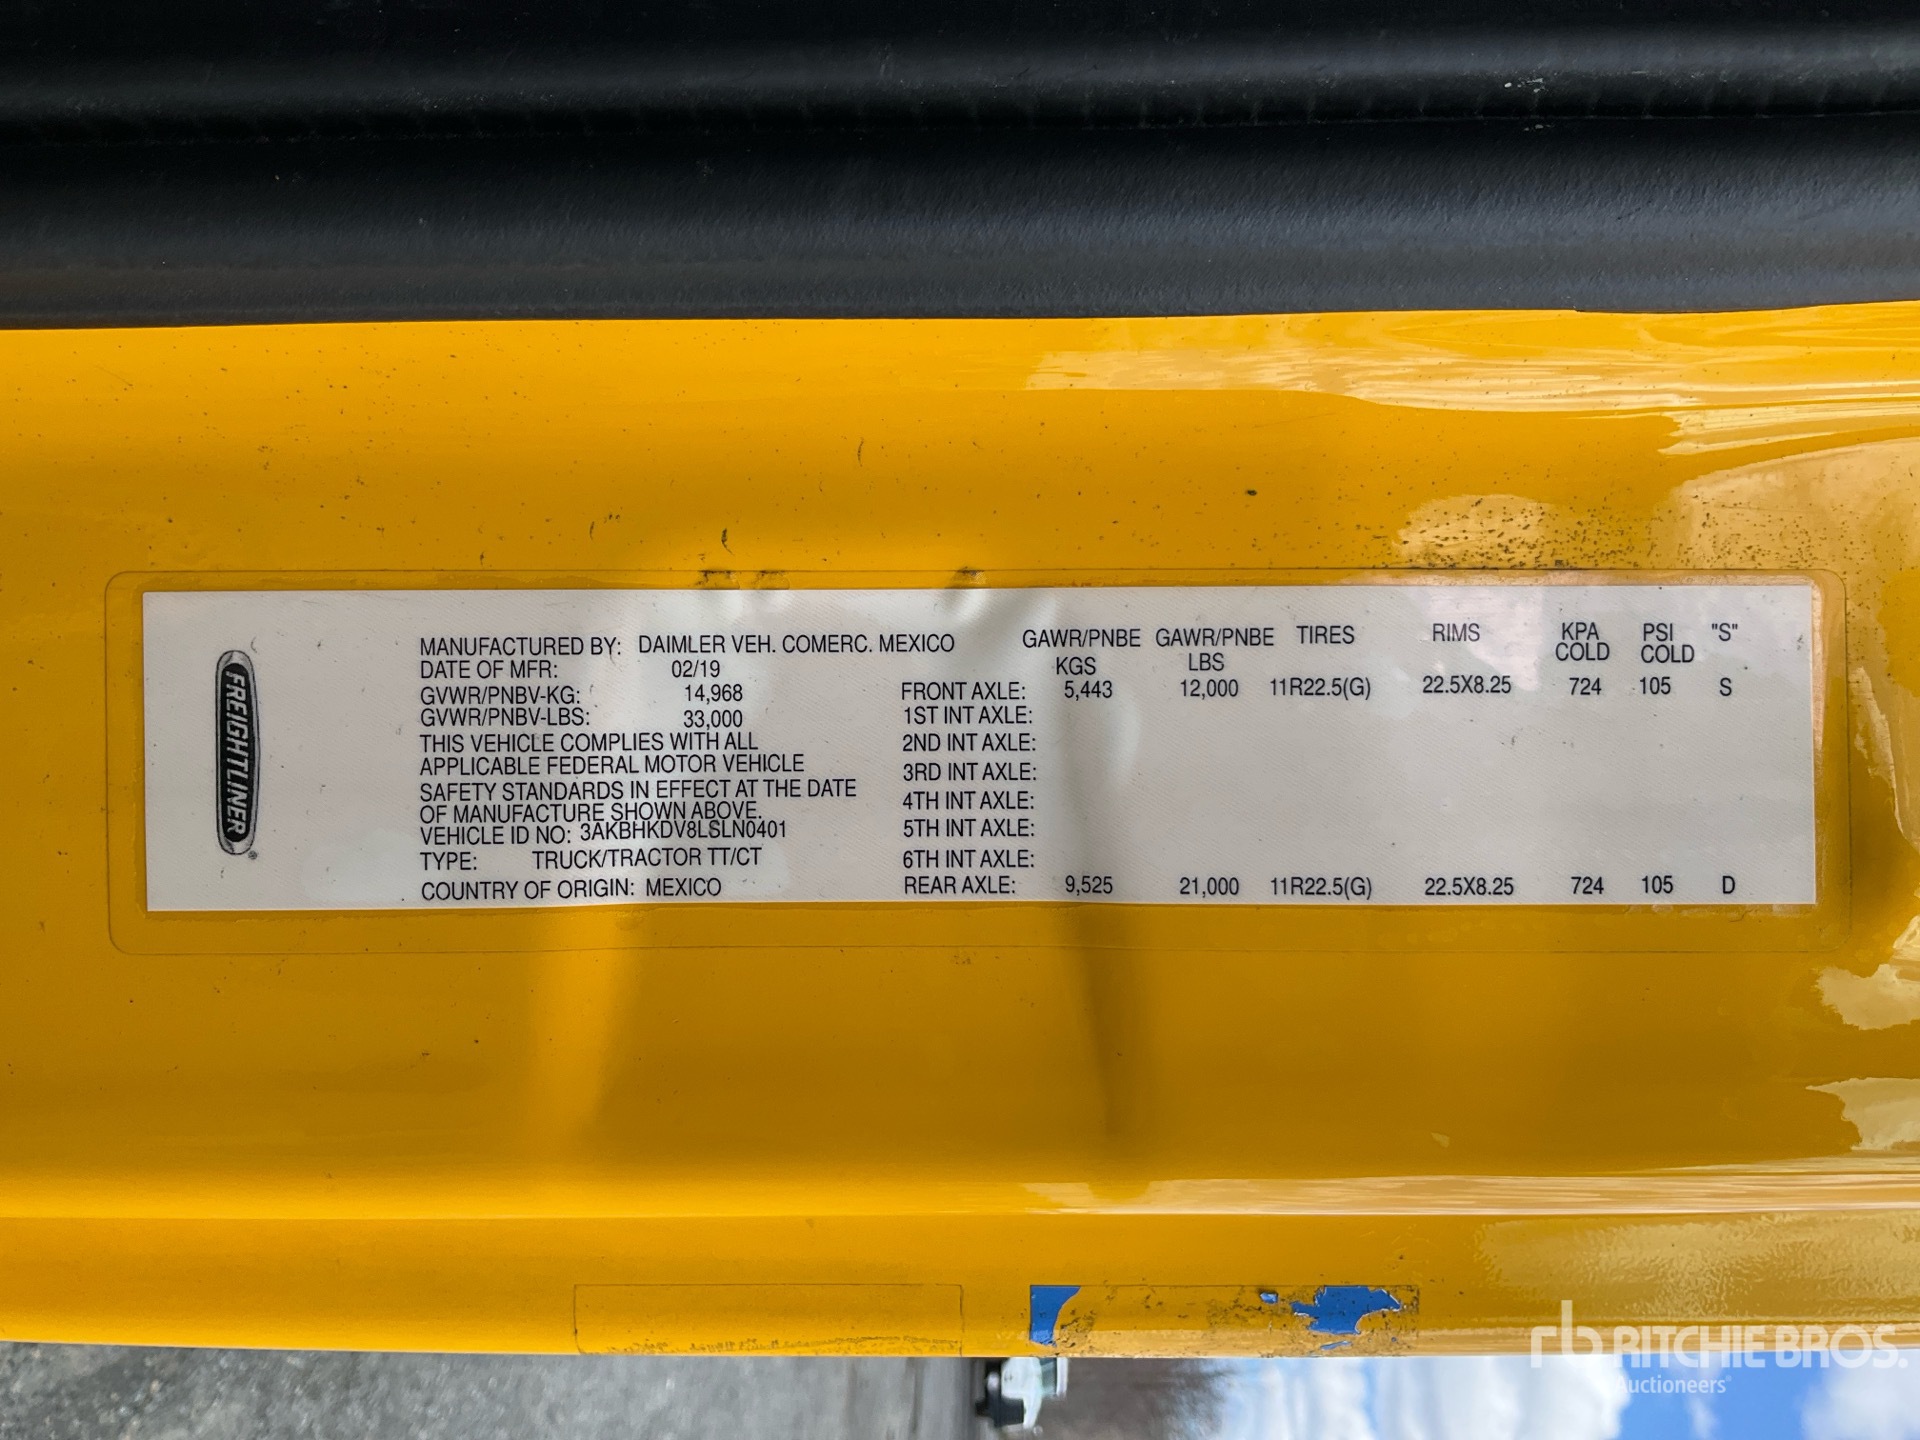 FREIGHTLINER
®
MANUFACTURED BY: DAIMLER VEH. COMERC. MEXICO
DATE OF MFR: 02/19
GVWR/PNBV-KG: 14,968
GVWR/PNBV-LBS: 33,000
THIS VEHICLE COMPLIES WITH ALL
APPLICABLE FEDERAL MOTOR VEHICLE
SAFETY STANDARDS IN EFFECT AT THE DATE
OF MANUFACTURE SHOWN ABOVE.
VEHICLE ID NO: 3AKBHKDV8LSLN0401
TYPE: TRUCK/TRACTOR TT/CT
COUNTRY OF ORIGIN: MEXICO
GAWR/PNBE GAWR/PNBE TIRES RIMS KPA PSI "S"
KGS LBS COLD COLD
FRONT AXLE: 5,443 12,000 11R22.5(G) 22.5X8.25 724 105 S
1ST INT AXLE:
2ND INT AXLE:
3RD INT AXLE:
4TH INT AXLE:
5TH INT AXLE:
6TH INT AXLE:
REAR AXLE: 9,525 21,000 11R22.5(G) 22.5X8.25 724 105 D
rb RITCHIE BROS.
Auctioneers